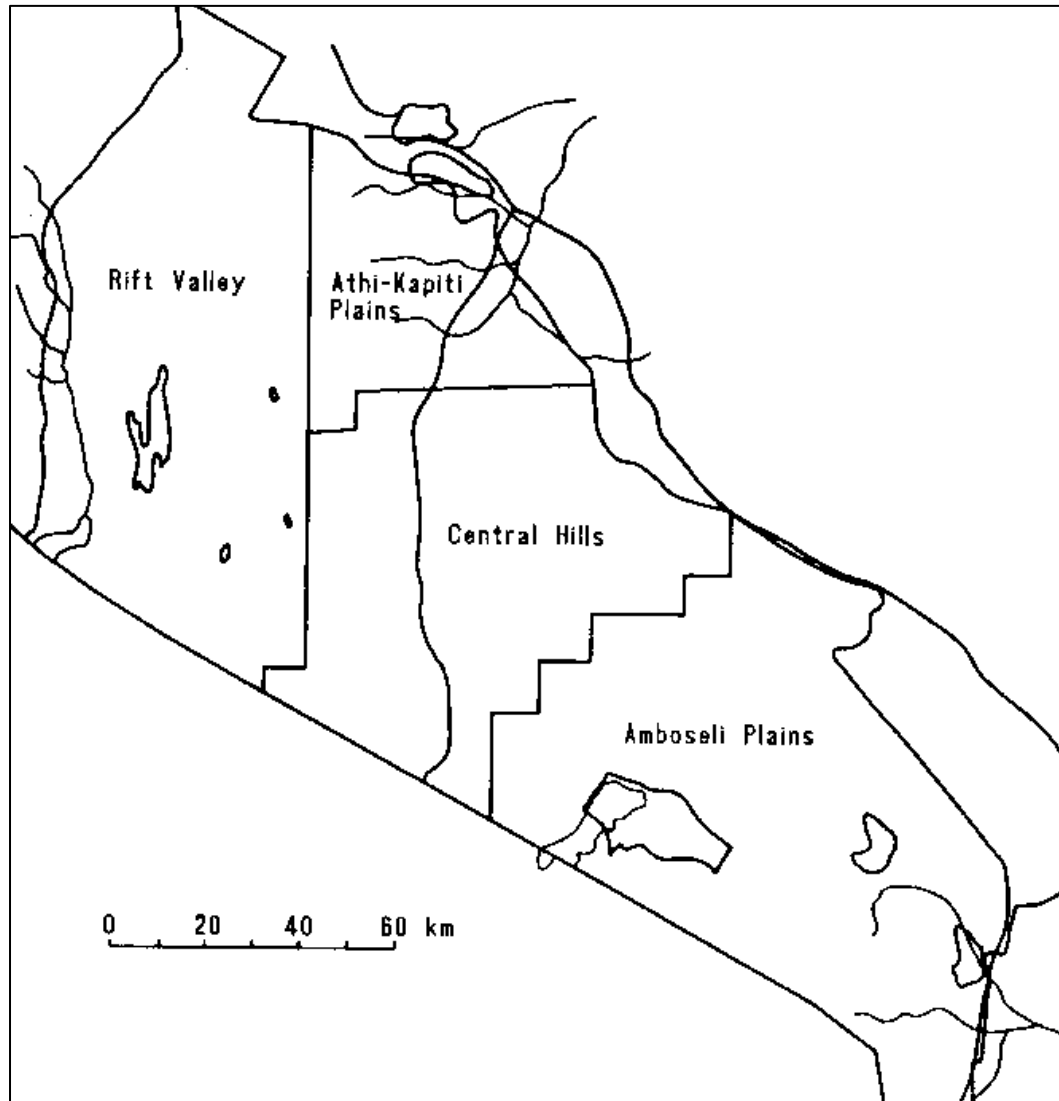 Rift Valley
Athi-Kapiti
Plains
Central Hills
Amboseli Plains
0 20 40 60 km